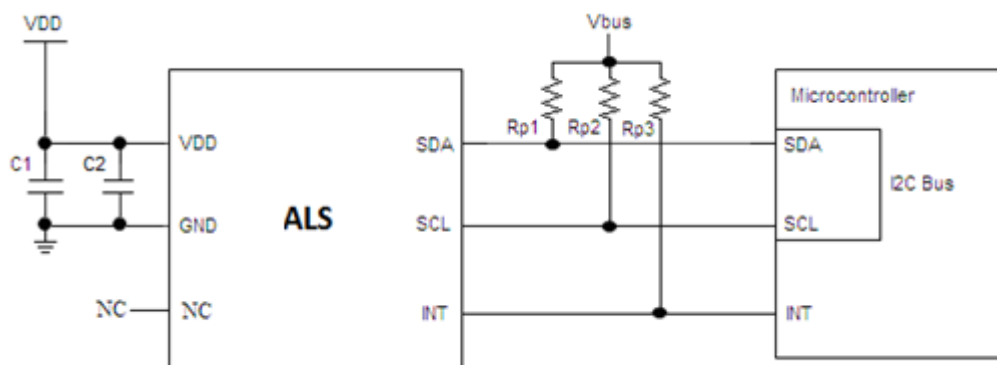 VDD
Vbus
Microcontroller
Rp1
Rp2
Rp3
C1
C2
VDD
SDA
SDA
I2C Bus
GND
ALS
SCL
SCL
NC
NC
INT
INT